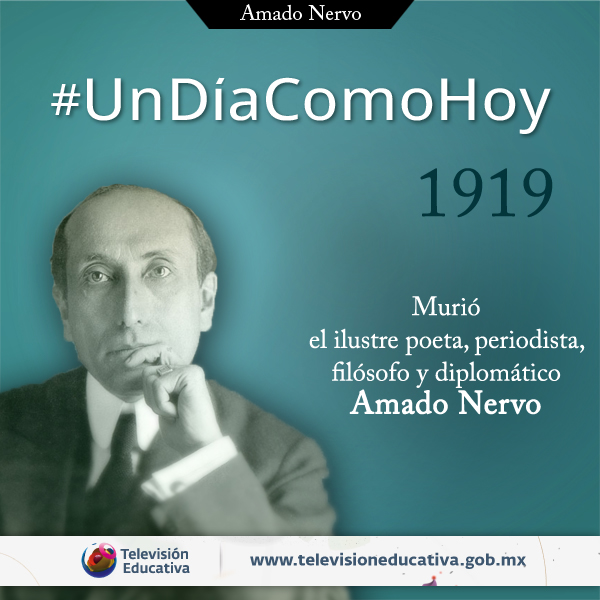 Amado Nervo
#UnDíaComoHoy
1919
Murió
el ilustre poeta, periodista,
filósofo y diplomático
Amado Nervo
Televisión
Educativa
www.televisioneducativa.gob.mx